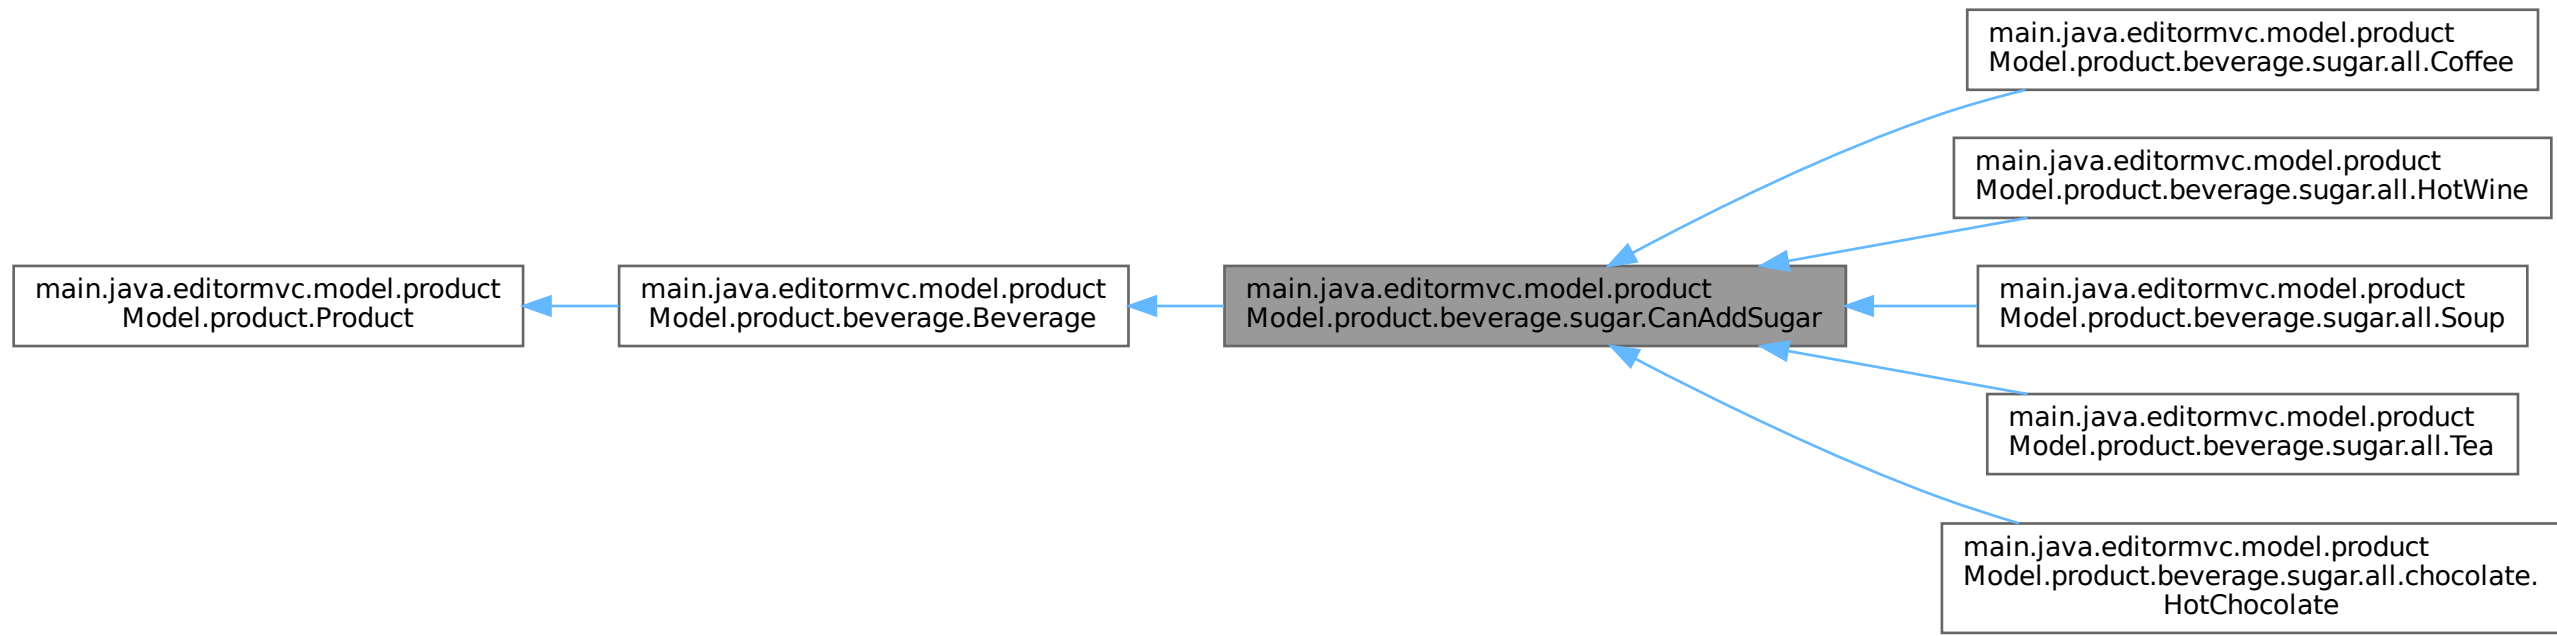 main.java.editormvc.model.product
Model.product.Product
main.java.editormvc.model.product
Model.product.beverage.Beverage
main.java.editormvc.model.product
Model.product.beverage.sugar.CanAddSugar
main.java.editormvc.model.product
Model.product.beverage.sugar.all.Coffee
main.java.editormvc.model.product
Model.product.beverage.sugar.all.HotWine
main.java.editormvc.model.product
Model.product.beverage.sugar.all.Soup
main.java.editormvc.model.product
Model.product.beverage.sugar.all.Tea
main.java.editormvc.model.product
Model.product.beverage.sugar.all.chocolate.
HotChocolate